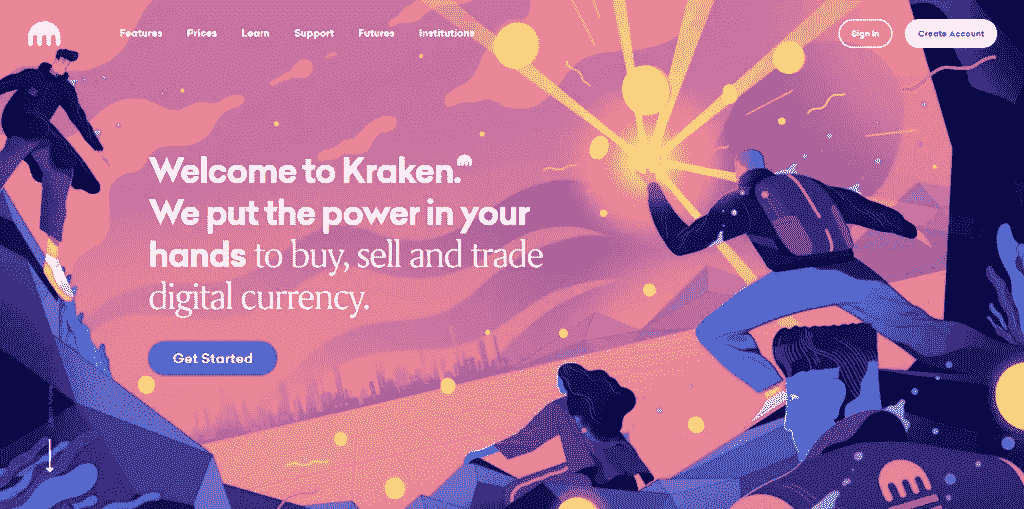 Features Prices Learn Support Futures Institutions Sign In Create Account
Welcome to Kraken.
We put the power in your
hands to buy, sell and trade
digital currency.
Get Started